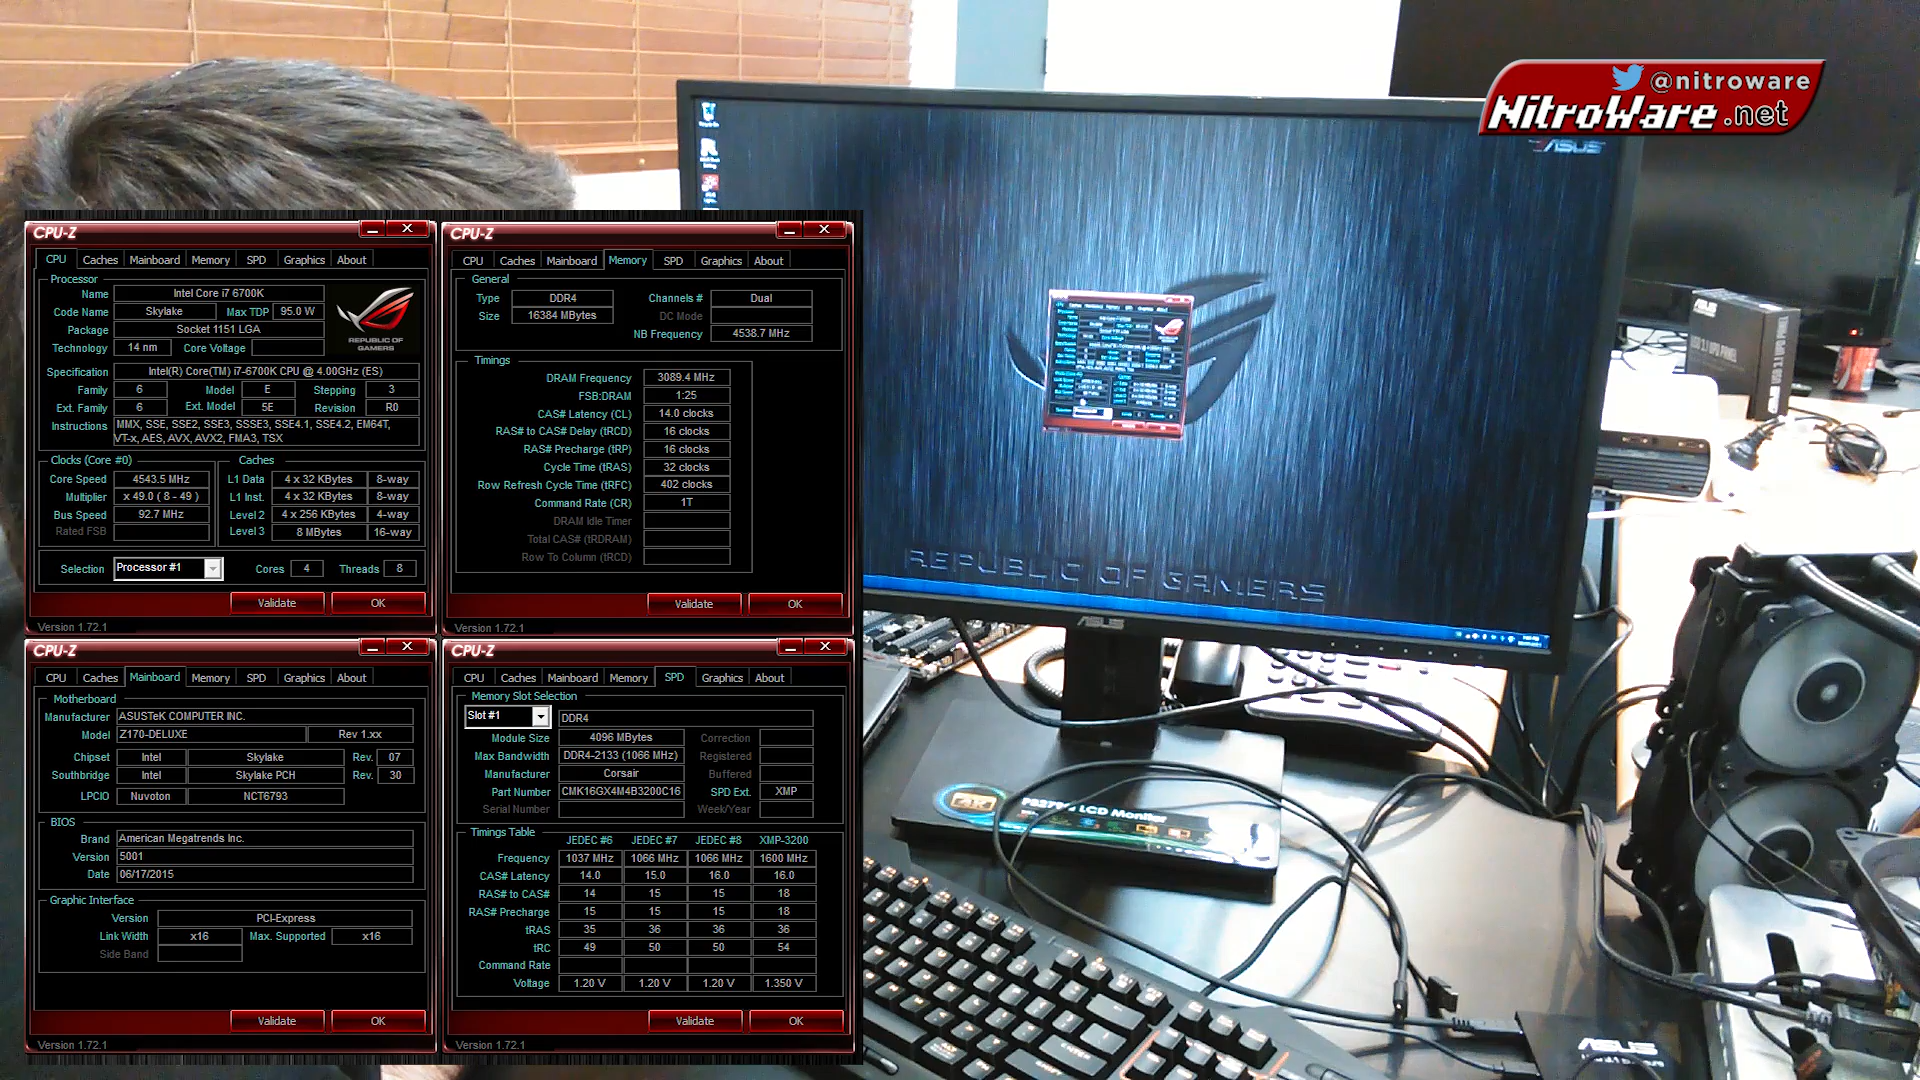 @nitroware
NitroWare.net
ASUS
REPUBLIC OF GAMERS
ASUS
CPU-Z
CPU Caches Mainboard Memory SPD Graphics About
Processor
Name Intel Core i7 6700K
Code Name Skylake Max TDP 95.0 W
Package Socket 1151 LGA
Technology 14 nm Core Voltage
REPUBLIC OF
GAMERS
Specification Intel(R) Core(TM) i7-6700K CPU @ 4.00GHz (ES)
Family 6 Model E Stepping 3
Ext. Family 6 Ext. Model 5E Revision R0
Instructions MMX, SSE, SSE2, SSE3, SSSE3, SSE4.1, SSE4.2, EM64T,
VT-x, AES, AVX, AVX2, FMA3, TSX
Clocks (Core #0) Caches
Core Speed 4543.5 MHz L1 Data 4 x 32 KBytes 8-way
Multiplier x 49.0 ( 8 - 49 ) L1 Inst. 4 x 32 KBytes 8-way
Bus Speed 92.7 MHz Level 2 4 x 256 KBytes 4-way
Rated FSB Level 3 8 MBytes 16-way
Selection Processor #1 Cores 4 Threads 8
Validate OK
Version 1.72.1
CPU-Z
CPU Caches Mainboard Memory SPD Graphics About
General
Type DDR4 Channels # Dual
Size 16384 MBytes DC Mode
NB Frequency 4538.7 MHz
Timings
DRAM Frequency 3089.4 MHz
FSB:DRAM 1:25
CAS# Latency (CL) 14.0 clocks
RAS# to CAS# Delay (tRCD) 16 clocks
RAS# Precharge (tRP) 16 clocks
Cycle Time (tRAS) 32 clocks
Row Refresh Cycle Time (tRFC) 402 clocks
Command Rate (CR) 1T
DRAM Idle Timer
Total CAS# (tRDRAM)
Row To Column (tRCD)
Validate OK
Version 1.72.1
CPU-Z
CPU Caches Mainboard Memory SPD Graphics About
Motherboard
Manufacturer ASUSTeK COMPUTER INC.
Model Z170-DELUXE Rev 1.xx
Chipset Intel Skylake Rev. 07
Southbridge Intel Skylake PCH Rev. 30
LPCIO Nuvoton NCT6793
BIOS
Brand American Megatrends Inc.
Version 5001
Date 06/17/2015
Graphic Interface
Version PCI-Express
Link Width x16 Max. Supported x16
Side Band
Validate OK
Version 1.72.1
CPU-Z
CPU Caches Mainboard Memory SPD Graphics About
Memory Slot Selection
Slot #1 DDR4
Module Size 4096 MBytes Correction
Max Bandwidth DDR4-2133 (1066 MHz) Registered
Manufacturer Corsair Buffered
Part Number CMK16GX4M4B3200C16 SPD Ext. XMP
Serial Number Week/Year
Timings Table
JEDEC #6 JEDEC #7 JEDEC #8 XMP-3200
Frequency 1037 MHz 1066 MHz 1066 MHz 1600 MHz
CAS# Latency 14.0 15.0 16.0 16.0
RAS# to CAS# 14 15 15 18
RAS# Precharge 15 15 15 18
tRAS 35 36 36 36
tRC 49 50 50 54
Command Rate
Voltage 1.20 V 1.20 V 1.20 V 1.350 V
Validate OK
Version 1.72.1
ASUS
USB 3.1 UPD PANEL
4K
LCD Monitor
ENTER
ASUS